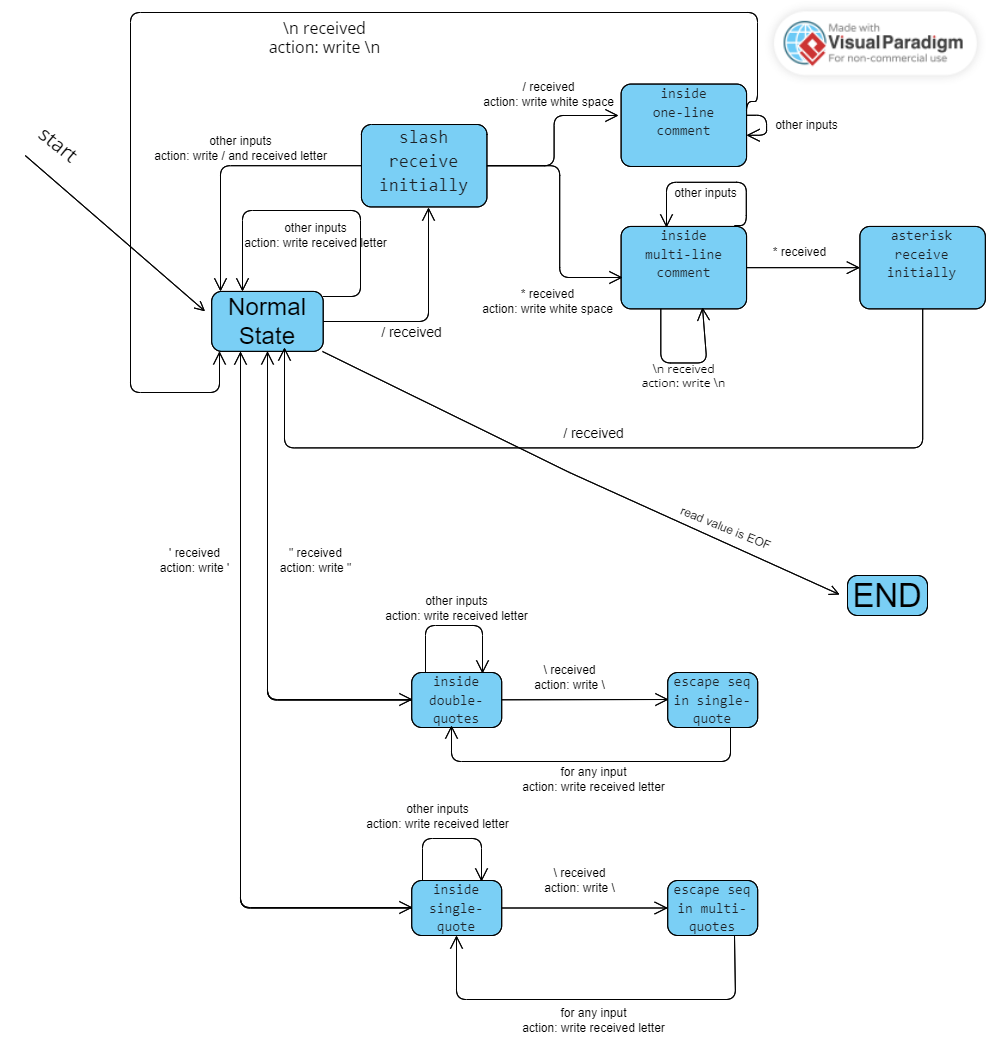 \n received
action: write \n
Made with
Visual Paradigm
For non-commercial use
start
/ received
action: write white space
inside
one-line
comment
other inputs
other inputs
action: write / and received letter
slash
receive
initially
other inputs
other inputs
action: write received letter
inside
multi-line
comment
* received
asterisk
receive
initially
* received
action: write white space
Normal
State
/ received
\n received
action: write \n
/ received
read value is EOF
' received
action: write '
" received
action: write "
END
other inputs
action: write received letter
inside
double-
quotes
\ received
action: write \
escape seq
in single-
quote
for any input
action: write received letter
other inputs
action: write received letter
inside
single-
quote
\ received
action: write \
escape seq
in multi-
quotes
for any input
action: write received letter